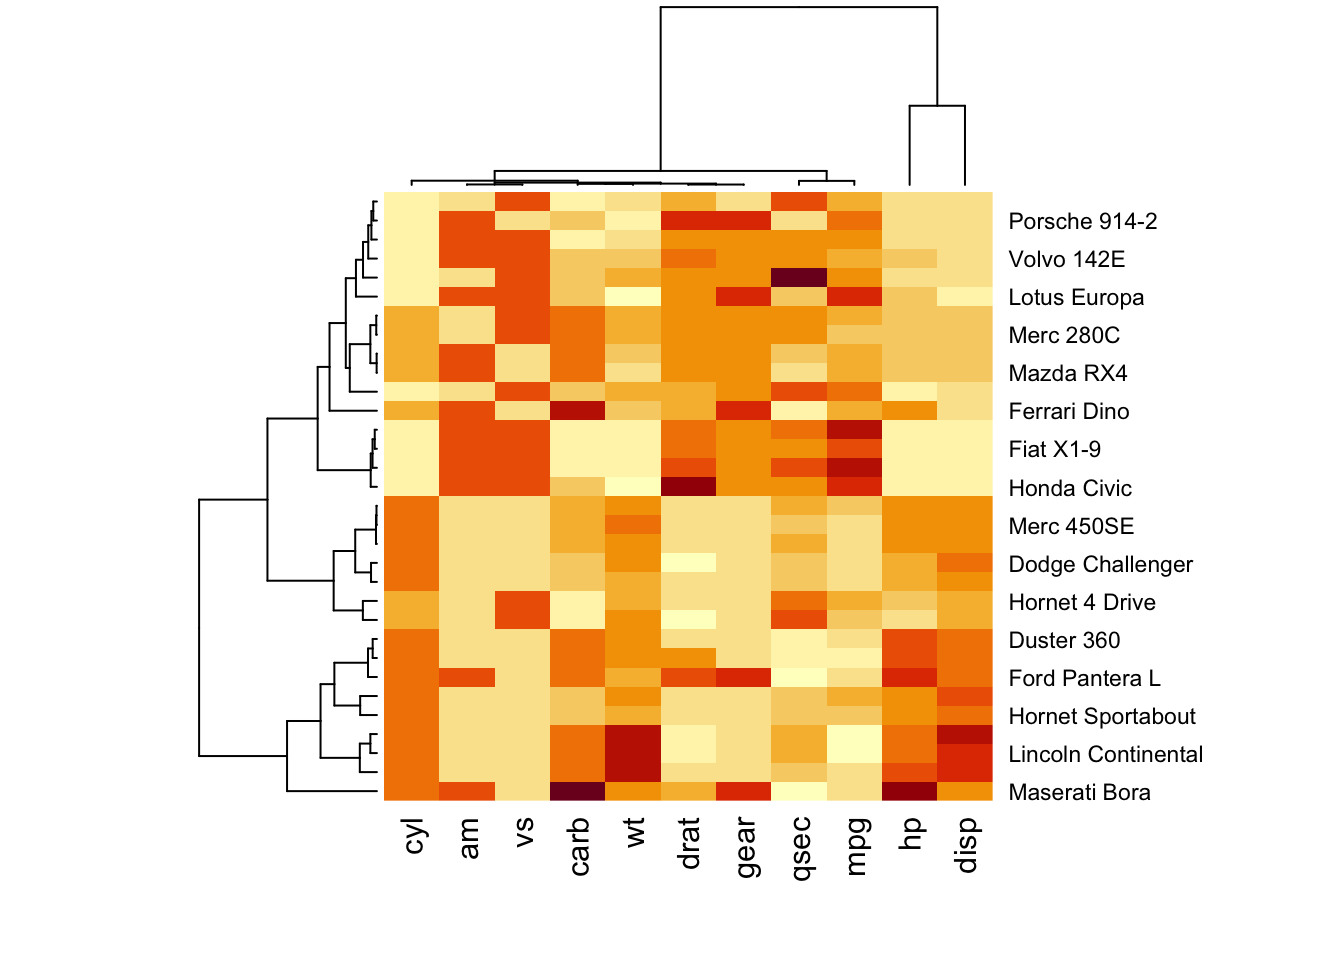 Porsche 914-2
Volvo 142E
Lotus Europa
Merc 280C
Mazda RX4
Ferrari Dino
Fiat X1-9
Honda Civic
Merc 450SE
Dodge Challenger
Hornet 4 Drive
Duster 360
Ford Pantera L
Hornet Sportabout
Lincoln Continental
Maserati Bora
cyl
am
vs
carb
wt
drat
gear
qsec
mpg
hp
disp